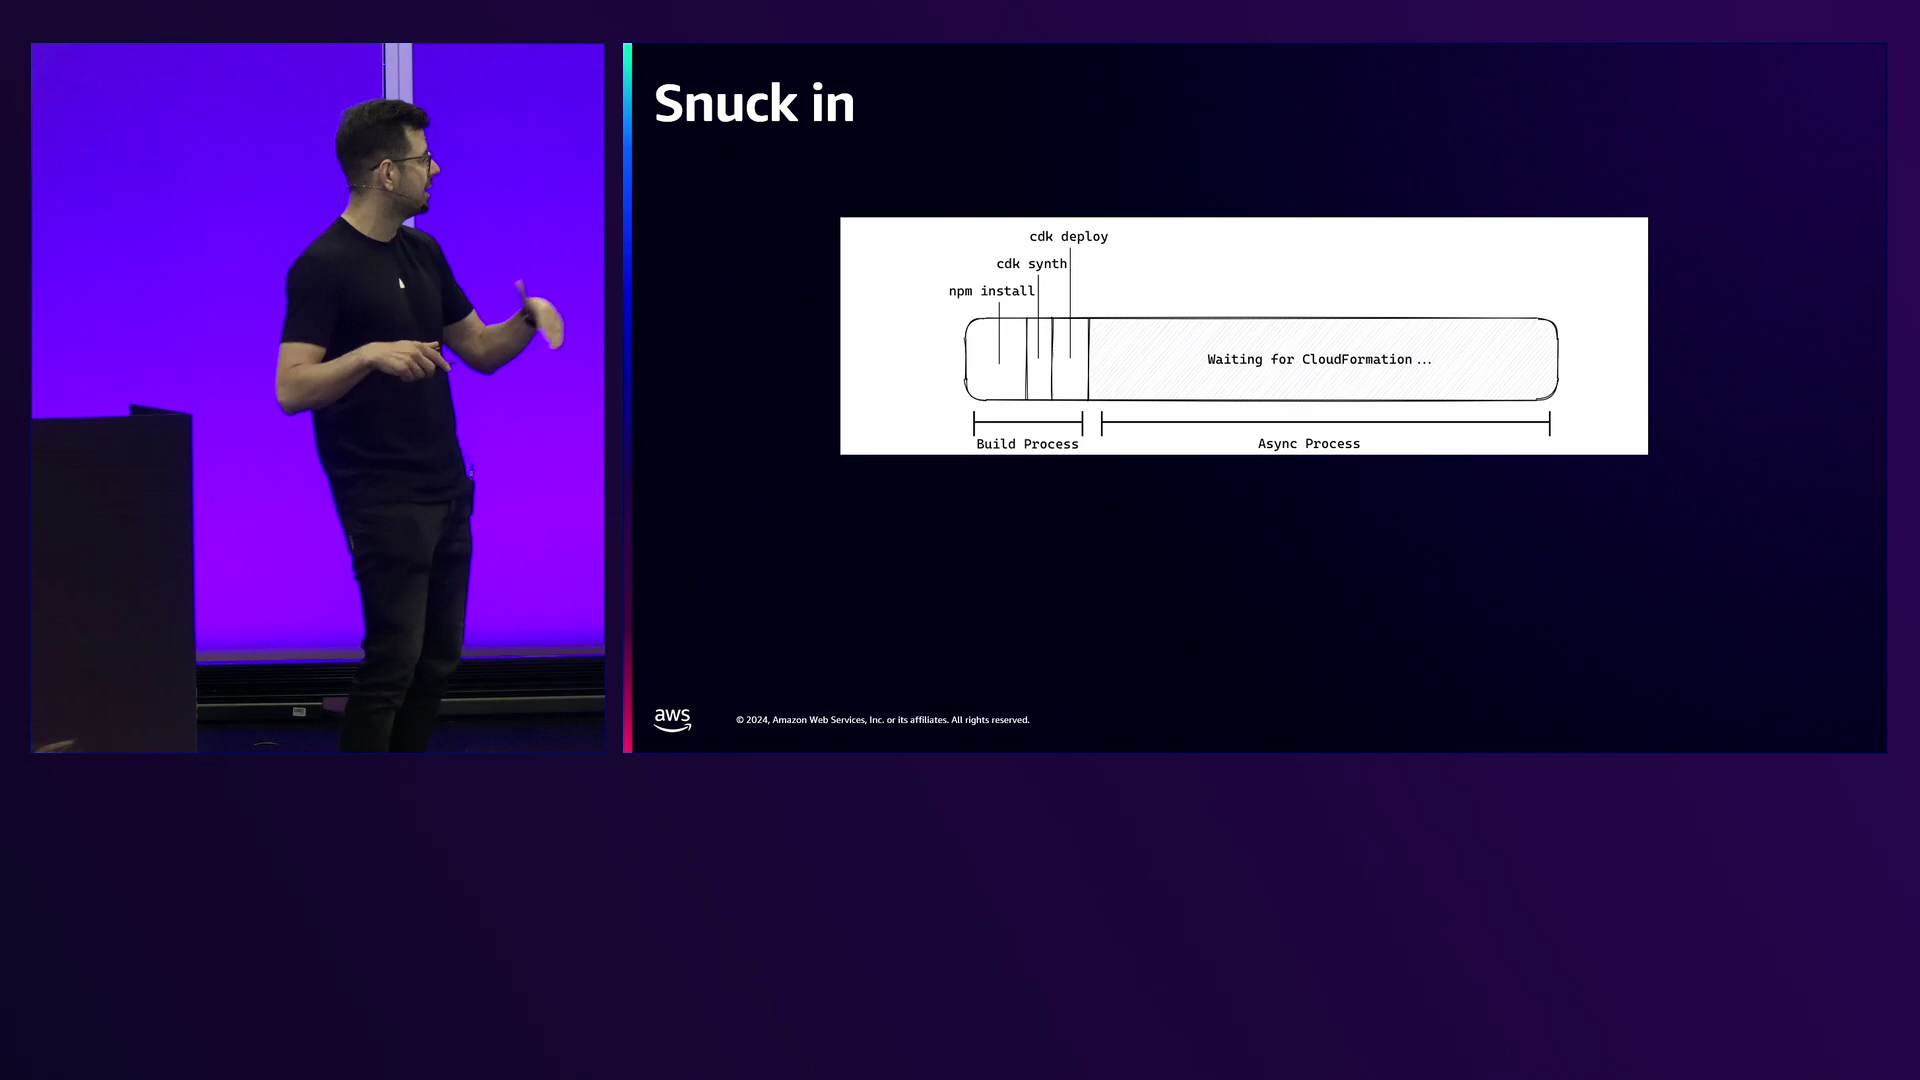 Snuck in
cdk deploy
cdk synth
npm install
Waiting for CloudFormation...
Build Process
Async Process
aws
© 2024, Amazon Web Services, Inc. or its affiliates. All rights reserved.